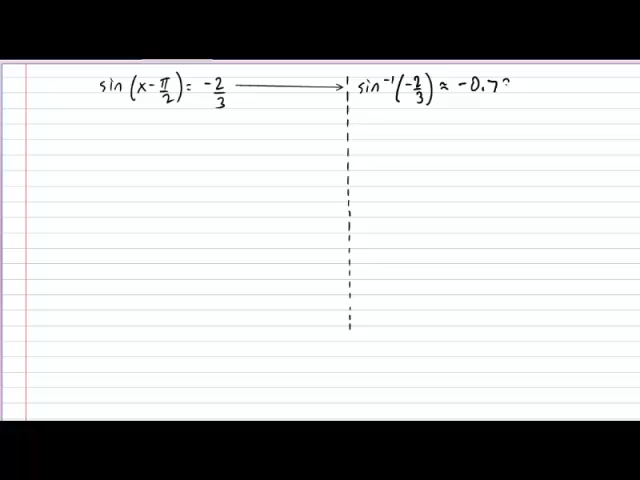 sin(x-π/2) = -2/3 → sin⁻¹(-2/3) ≈ -0.7